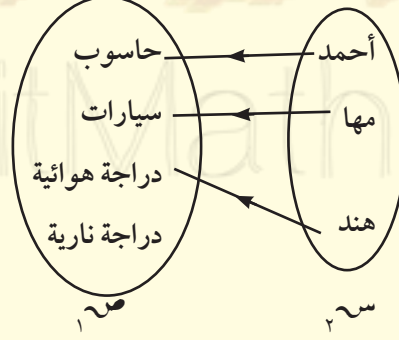 أحمد
مها
هند
حاسوب
سيارات
دراجة هوائية
دراجة نارية
س٢
ص١